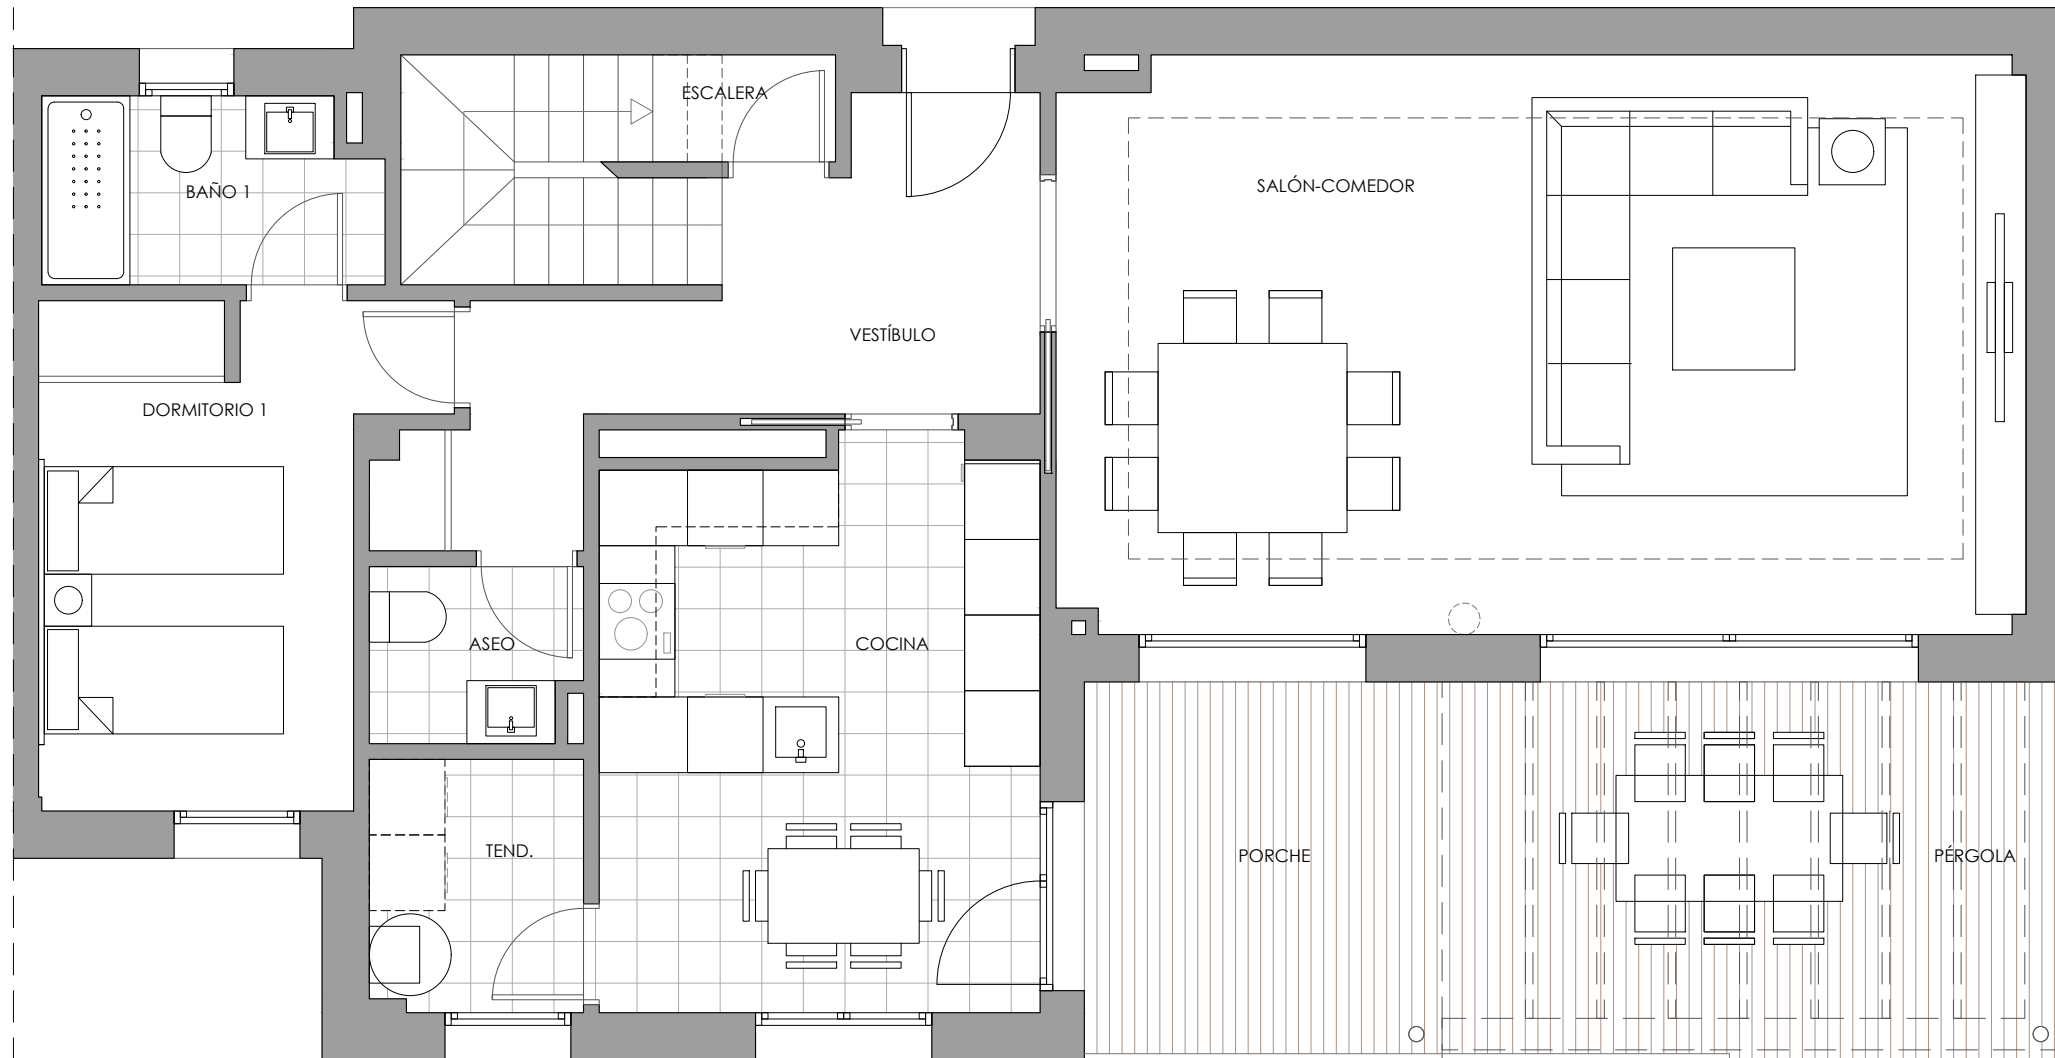 ESCALERA
BAÑO 1
SALÓN-COMEDOR
VESTÍBULO
DORMITORIO 1
ASEO
COCINA
TEND.
PORCHE
PÉRGOLA